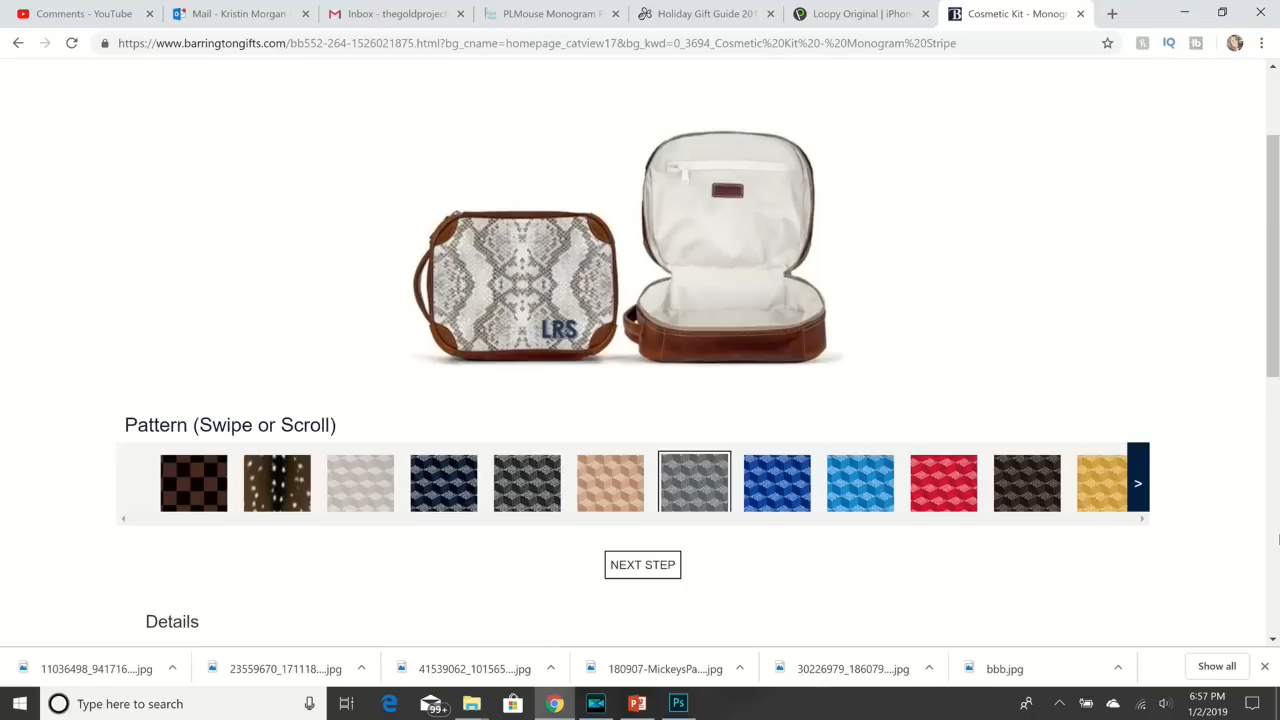 Comments - YouTube
Mail - Kristin Morgan -
Inbox - thegoldproject
PLMouse Monogram F
Holiday Gift Guide 201
Loopy Original | iPhon
Cosmetic Kit - Monog
https://www.barringtongifts.com/bb552-264-1526021875.html?bg_cname=homepage_catview17&bg_kwd=0_3694_Cosmetic%20Kit%20-%20Monogram%20Stripe
LRS
Pattern (Swipe or Scroll)
>
NEXT STEP
Details
11036498_941716....jpg
23559670_171118....jpg
41539062_101565....jpg
180907-MickeysPa....jpg
30226979_186079....jpg
bbb.jpg
Show all
Type here to search
99+
Ps
6:57 PM
1/2/2019